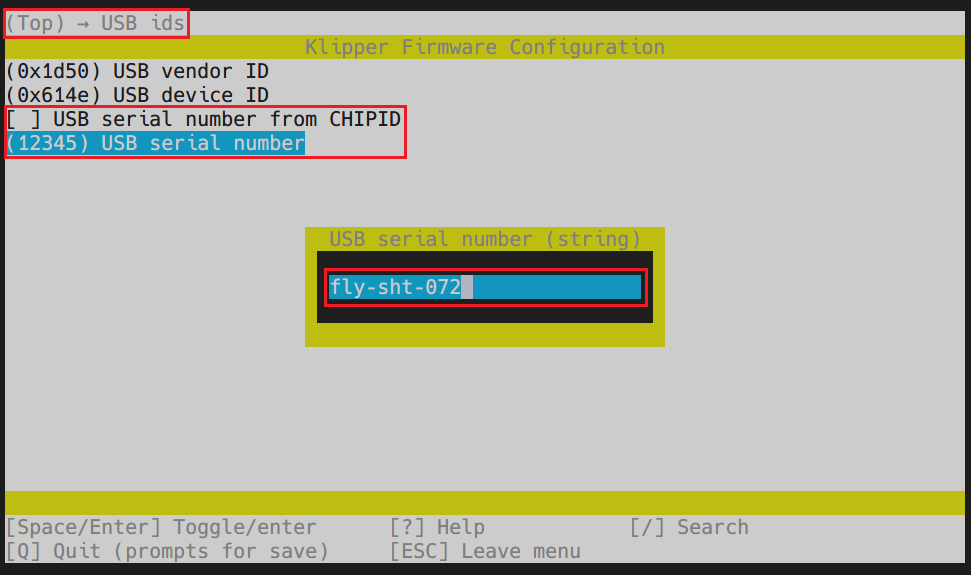 (Top) → USB ids
Klipper Firmware Configuration
(0x1d50) USB vendor ID
(0x614e) USB device ID
[ ] USB serial number from CHIPID
(12345) USB serial number
USB serial number (string)
fly-sht-072
[Space/Enter] Toggle/enter [?] Help [/] Search
[Q] Quit (prompts for save) [ESC] Leave menu